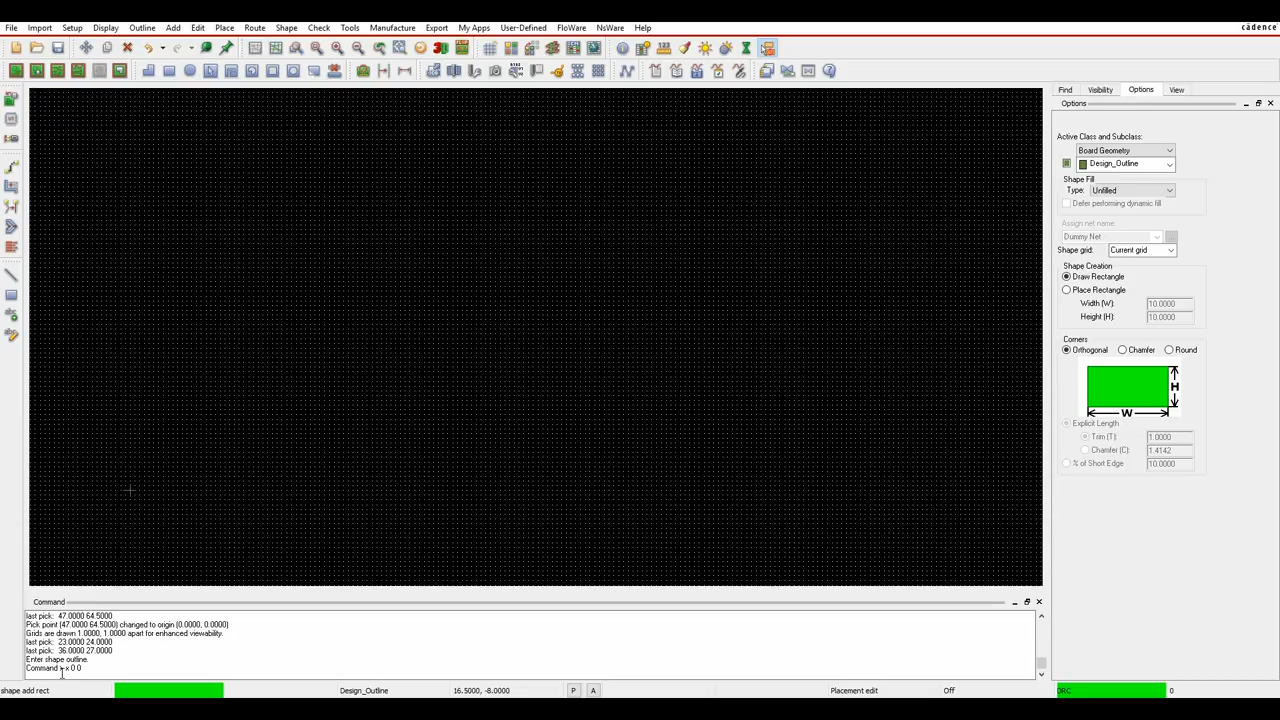 File Import Setup Display Outline Add Edit Place Route Shape Check Tools Manufacture Export My Apps User-Defined FloWare NsWare Help
cādence
Find Visibility Options View
Options
Active Class and Subclass:
Board Geometry
Design_Outline
Shape Fill
Type: Unfilled
Defer performing dynamic fill
Assign net name:
Dummy Net
Shape grid: Current grid
Shape Creation
Draw Rectangle
Place Rectangle
Width (W): 10.0000
Height (H): 10.0000
Corners
Orthogonal Chamfer Round
H
W
Explicit Length
Trim (T): 1.0000
Chamfer (C): 1.4142
% of Short Edge 10.0000
Command
last pick: 47.0000 64.5000
Pick point (47.0000 64.5000) changed to origin (0.0000, 0.0000)
Grids are drawn 1.0000, 1.0000 apart for enhanced viewability.
last pick: 23.0000 24.0000
last pick: 36.0000 27.0000
Enter shape outline.
Command > x 0 0
shape add rect Design_Outline 16.5000, -8.0000 P A Placement edit Off DRC 0